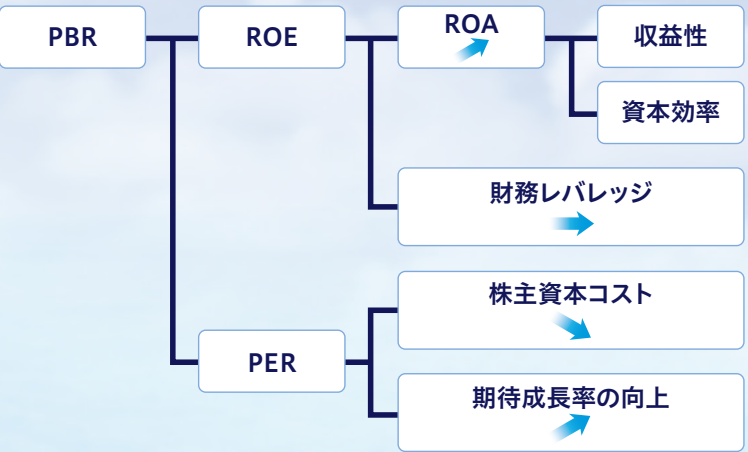 PBR
ROE
ROA
収益性
資本効率
財務レバレッジ
PER
株主資本コスト
期待成長率の向上